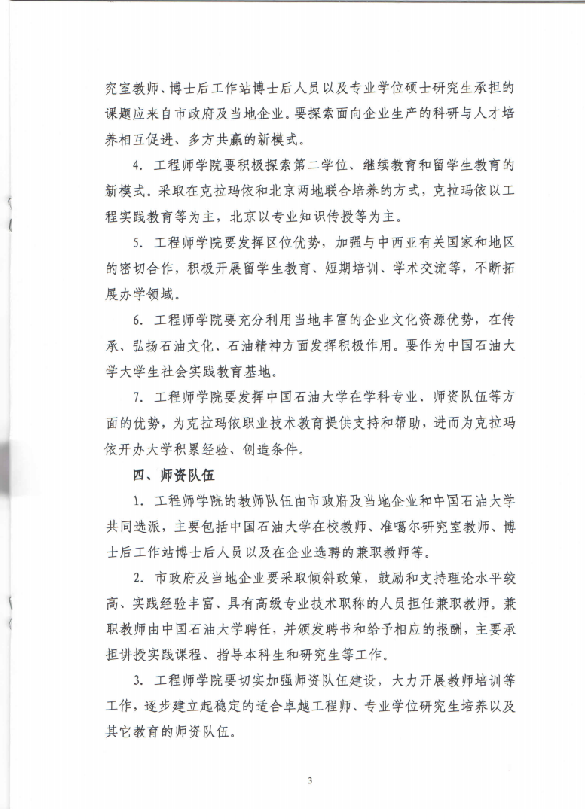 究室教师、博士后工作站博士后人员以及专业学位硕士研究生承担的
课题应来自市政府及当地企业。要探索面向企业生产的科研与人才培
养相互促进、多方共赢的新模式。
4. 工程师学院要积极探索第二学位、继续教育和留学生教育的
新模式．采取在克拉玛依和北京两地联合培养的方式，克拉玛依以工
程实践教育等为主，北京以专业知识传授等为主。
5. 工程师学院要发挥区位优势，加强与中西亚有关国家和地区
的密切合作，积极开展留学生教育、短期培训、学术交流等，不断拓
展办学领域。
6. 工程师学院要充分利用当地丰富的企业文化资源优势，在传
承、弘扬石油文化、石油精神方面发挥积极作用。要作为中国石油大
学大学生社会实践教育基地。
7. 工程师学院要发挥中国石油大学在学科专业、师资队伍等方
面的优势，为克拉玛依职业技术教育提供支持和帮助，进而为克拉玛
依开办大学积累经验、创造条件。
四、师资队伍
1. 工程师学院的教师队伍由市政府及当地企业和中国石油大学
共同选派，主要包括中国石油大学在校教师、准噶尔研究室教师、博
士后工作站博士后人员以及在企业选聘的兼职教师等。
2. 市政府及当地企业要采取倾斜政策，鼓励和支持理论水平较
高、实践经验丰富、具有高级专业技术职称的人员担任兼职教师。兼
职教师由中国石油大学聘任，并颁发聘书和给予相应的报酬，主要承
担讲授实践课程、指导本科生和研究生等工作。
3. 工程师学院要切实加强师资队伍建设，大力开展教师培训等
工作，逐步建立起稳定的适合卓越工程师、专业学位研究生培养以及
其它教育的师资队伍。
3